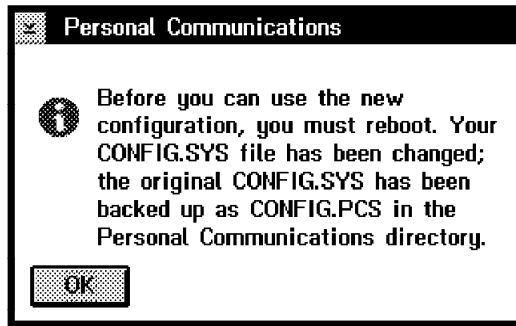 Personal Communications
Before you can use the new
configuration, you must reboot. Your
CONFIG.SYS file has been changed;
the original CONFIG.SYS has been
backed up as CONFIG.PCS in the
Personal Communications directory.
OK